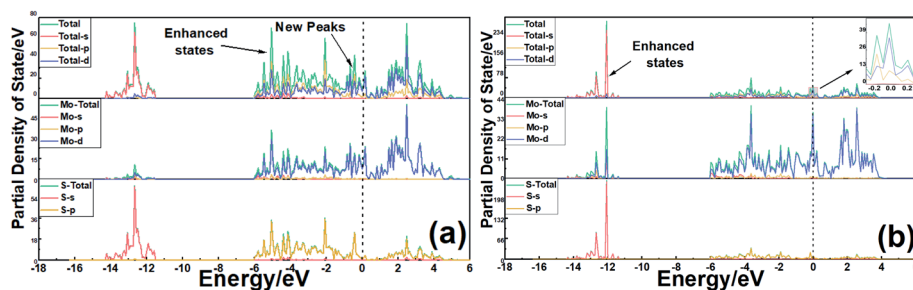 80
60
40
20
0
Total
Total-s
Total-p
Total-d
Enhanced
states
New Peaks
45
30
15
0
Mo-Total
Mo-s
Mo-p
Mo-d
54
36
18
0
S-Total
S-s
S-p
(a)
Partial Density of State/eV
-18 -16 -14 -12 -10 -8 -6 -4 -2 0 2 4 6
Energy/eV
234
156
78
0
Total
Total-s
Total-p
Total-d
Enhanced
states
39
26
13
0
-0.2 0.0 0.2
44
33
22
11
0
Mo-Total
Mo-s
Mo-p
Mo-d
198
132
66
0
S-Total
S-s
S-p
(b)
Partial Density of State/eV
-18 -16 -14 -12 -10 -8 -6 -4 -2 0 2 4 6
Energy/eV